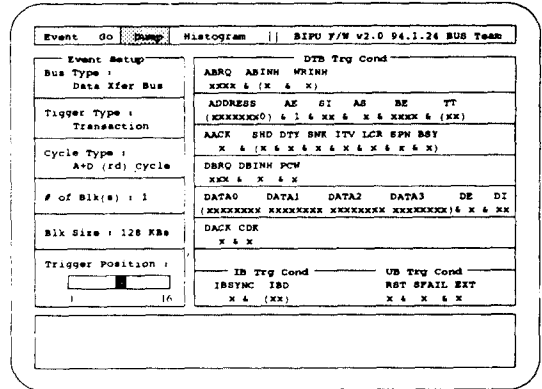 Event Go Dump Histogram || BIPU F/W v2.0 94.1.24 BUS Team
Event Setup
Bus Type :
Data Xfer Bus
Tigger Type :
Transaction
Cycle Type :
A+D (rd) Cycle
# of Blk(s) : 1
Blk Size : 128 KBs
Trigger Position :
1 16
DTB Trg Cond
ABRQ ABINH WRINH
xxxx & (x & x)
ADDRESS AE SI AS BE TT
(xxxxxxx0) & 1 & xx & x & xxxx & (xx)
AACK SHD DTY SNK ITV LCR SPN BSY
x & (x & x & x & x & x & x & x)
DBRQ DBINH PCW
xxx & x & x
DATA0 DATA1 DATA2 DATA3 DE DI
(xxxxxxxx xxxxxxxx xxxxxxxx xxxxxxxx)& x & xx
DACK CDK
x & x
IB Trg Cond
IBSYNC IBD
x & (xx)
UB Trg Cond
RST SFAIL EXT
x & x & x